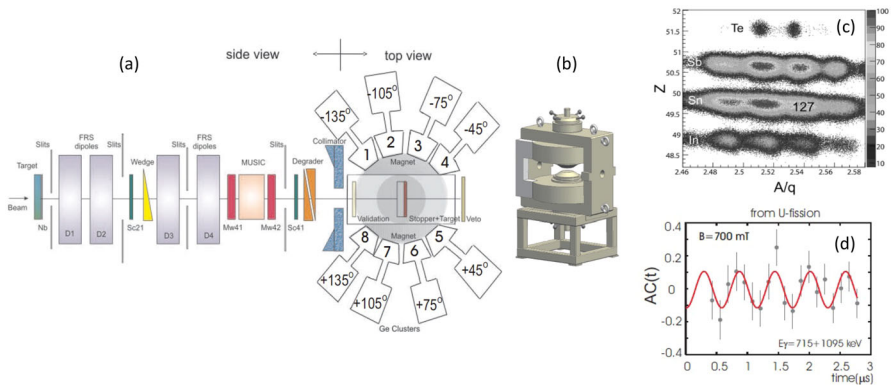 (a)
side view
top view
(b)
Target
Slits
FRS
dipoles
Slits
Wedge
Slits
FRS
dipoles
MUSIC
Slits
Degrader
Collimator
Beam
Nb
D1
D2
Sc21
D3
D4
Mw41
Mw42
Sc41
-135°
-105°
-75°
-45°
1
2
3
4
Magnet
Validation
Stopper+Target
Veto
Magnet
8
7
6
5
+135°
+105°
+75°
+45°
Ge Clusters
(c)
Z
52
51.5
51
50.5
50
49.5
49
48.5
Te
Sb
Sn
In
127
2.46
2.48
2.5
2.52
2.54
2.56
2.58
A/q
100
90
80
70
60
50
40
30
20
10
from U-fission
B=700 mT
(d)
AC(t)
0.4
0.2
0
-0.2
-0.4
Eγ=715+1095 keV
0
0.5
1
1.5
2
2.5
3
time(μs)